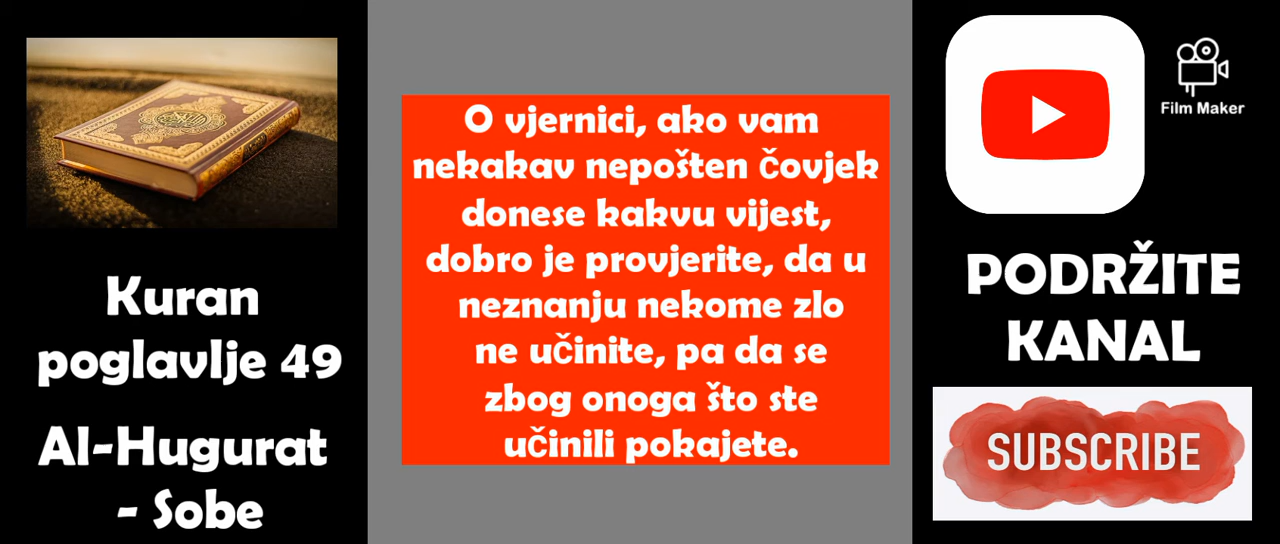 Kuran
poglavlje 49
Al-Hugurat
- Sobe
O vjernici, ako vam
nekakav nepošten čovjek
donese kakvu vijest,
dobro je provjerite, da u
neznanju nekome zlo
ne učinite, pa da se
zbog onoga što ste
učinili pokajete.
Film Maker
PODRŽITE
KANAL
SUBSCRIBE